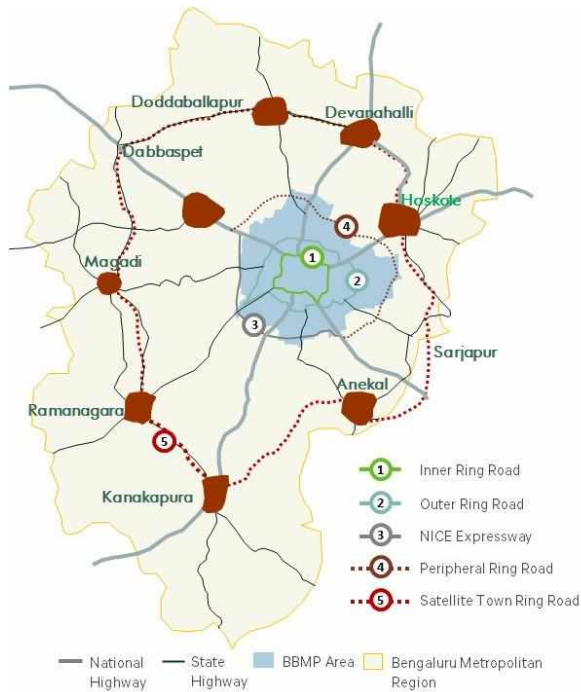 Doddaballapur
Devanahalli
Dabbaspet
Hoskote
4
1
Magadi
2
3
Sarjapur
Anekal
Ramanagara
5
Kanakapura
1 Inner Ring Road
2 Outer Ring Road
3 NICE Expressway
4 Peripheral Ring Road
5 Satellite Town Ring Road
National Highway
State Highway
BBMP Area
Bengaluru Metropolitan Region